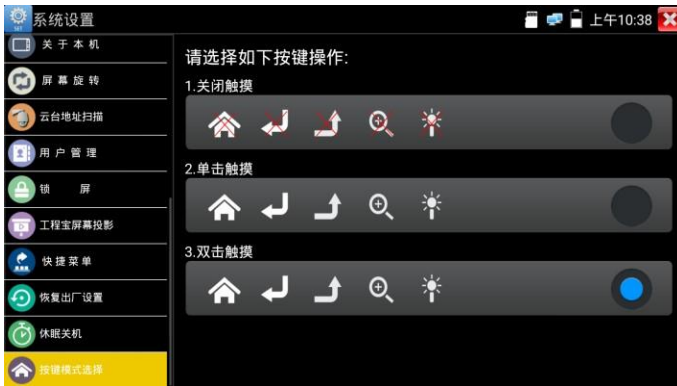 系统设置
上午10:38
关于本机
屏幕旋转
云台地址扫描
用户管理
锁 屏
工程宝屏幕投影
快捷菜单
恢复出厂设置
休眠关机
按键模式选择
请选择如下按键操作:
1.关闭触摸
2.单击触摸
3.双击触摸